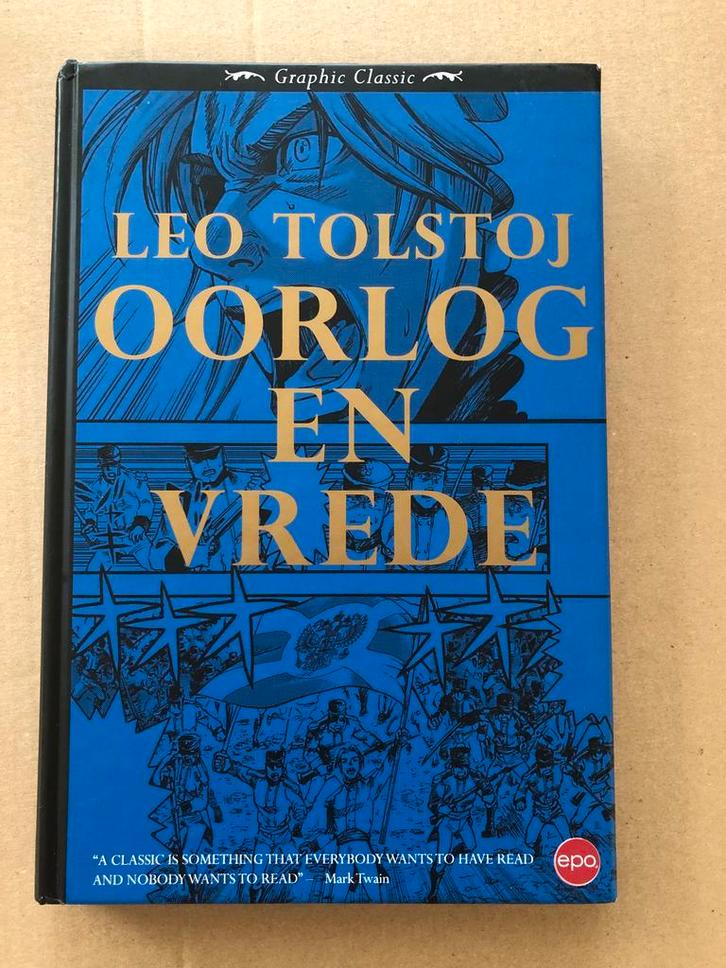 Graphic Classic
LEO TOLSTOJ
OORLOG
EN
VREDE
“A CLASSIC IS SOMETHING THAT EVERYBODY WANTS TO HAVE READ
AND NOBODY WANTS TO READ” – Mark Twain
epo